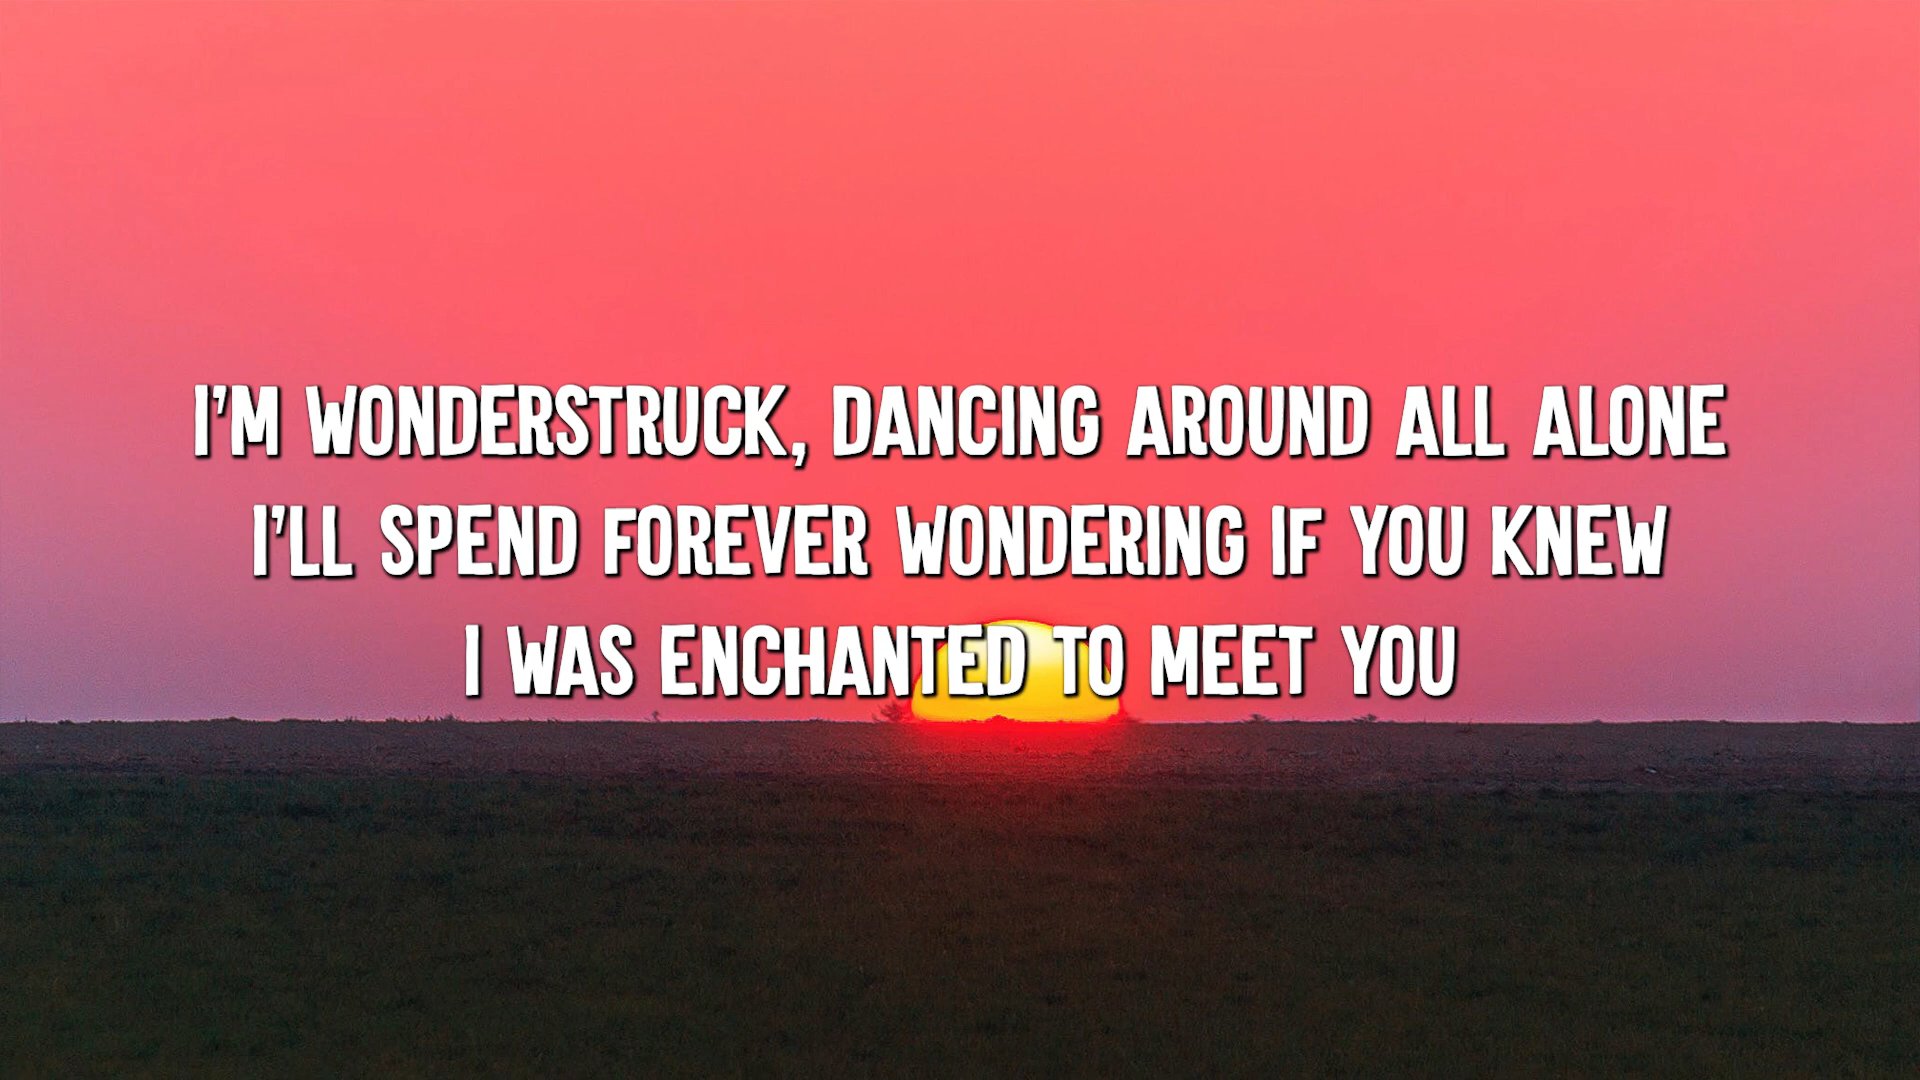 I'M WONDERSTRUCK, DANCING AROUND ALL ALONE
I'LL SPEND FOREVER WONDERING IF YOU KNEW
I WAS ENCHANTED TO MEET YOU